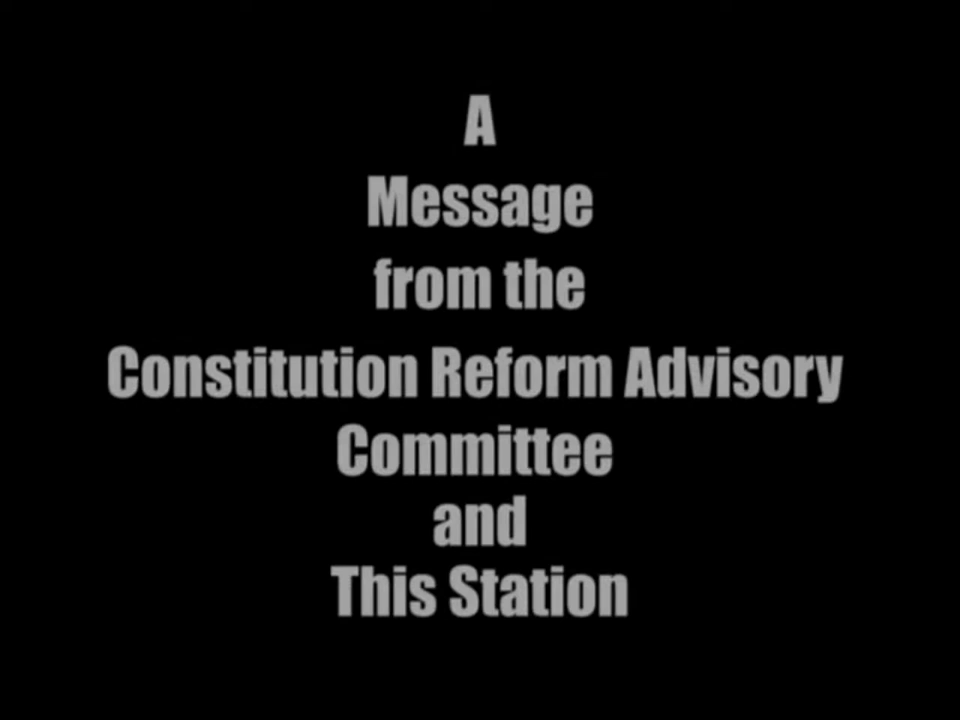 A
Message
from the
Constitution Reform Advisory
Committee
and
This Station